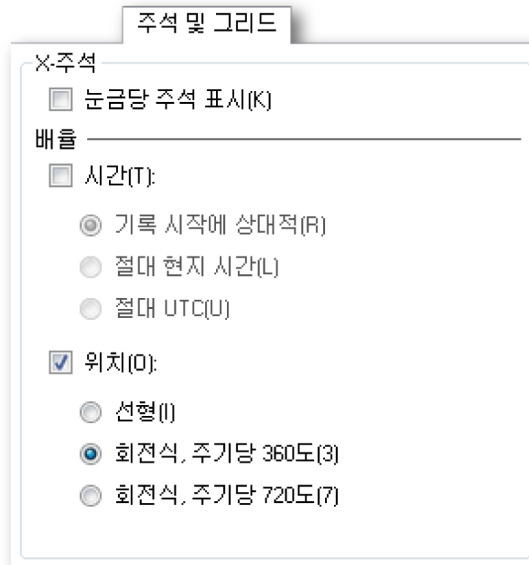 주석 및 그리드
X-주석
눈금당 주석 표시(K)
배율
시간(T):
기록 시작에 상대적(R)
절대 현지 시간(L)
절대 UTC(U)
위치(O):
선형(I)
회전식, 주기당 360도(3)
회전식, 주기당 720도(7)